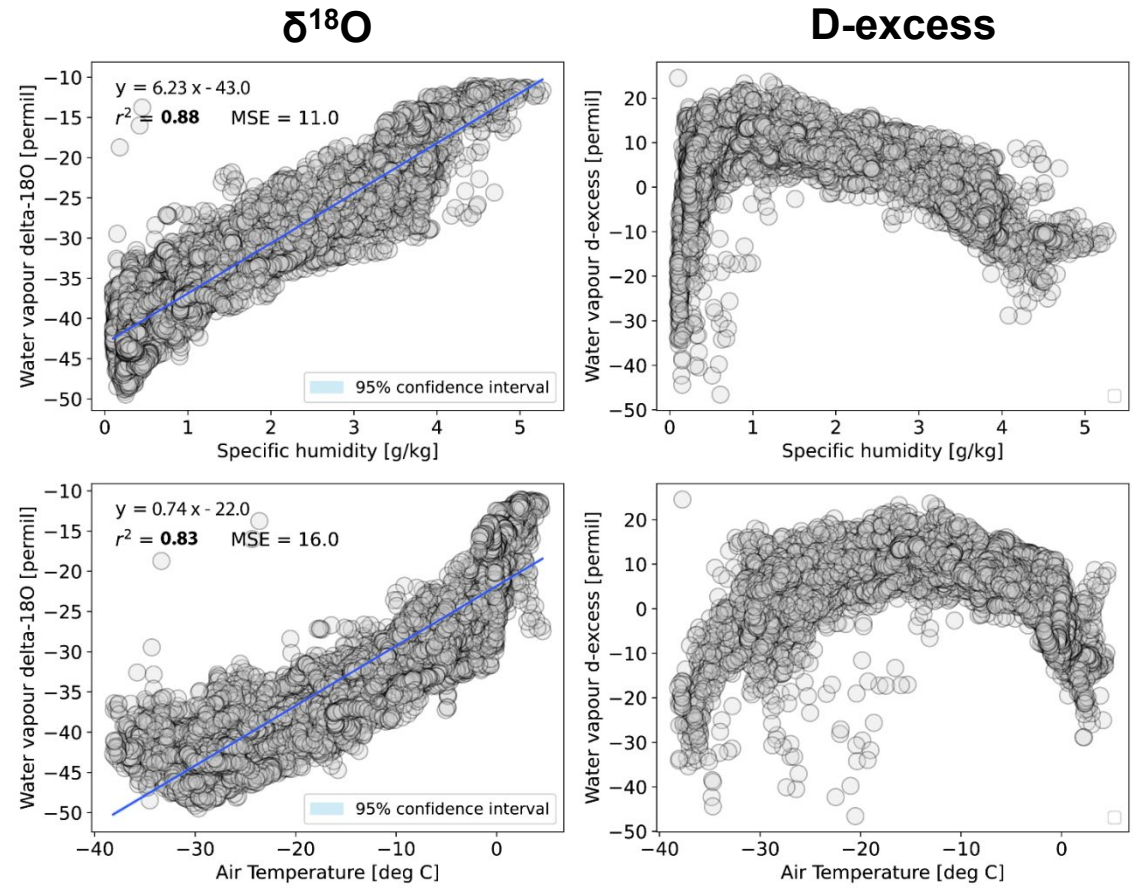 δ18O
D-excess
y = 6.23 x - 43.0
r² = 0.88 MSE = 11.0
Water vapour delta-18O [permil]
−10
−15
−20
−25
−30
−35
−40
−45
−50
95% confidence interval
0 1 2 3 4 5
Specific humidity [g/kg]
Water vapour d-excess [permil]
20
10
0
−10
−20
−30
−40
−50
0 1 2 3 4 5
Specific humidity [g/kg]
y = 0.74 x - 22.0
r² = 0.83 MSE = 16.0
Water vapour delta-18O [permil]
−10
−15
−20
−25
−30
−35
−40
−45
−50
95% confidence interval
−40 −30 −20 −10 0
Air Temperature [deg C]
Water vapour d-excess [permil]
20
10
0
−10
−20
−30
−40
−50
−40 −30 −20 −10 0
Air Temperature [deg C]